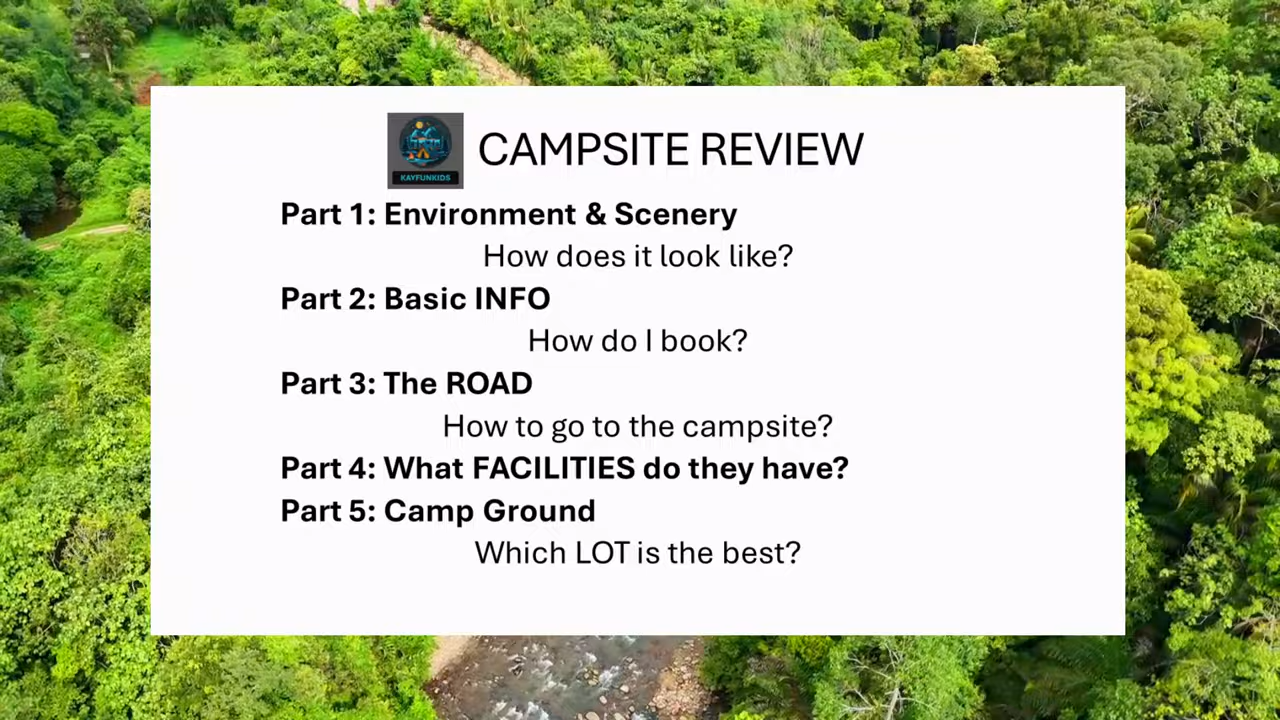 CAMPSITE REVIEW
KAYFUNKIDS
Part 1: Environment & Scenery
How does it look like?
Part 2: Basic INFO
How do I book?
Part 3: The ROAD
How to go to the campsite?
Part 4: What FACILITIES do they have?
Part 5: Camp Ground
Which LOT is the best?